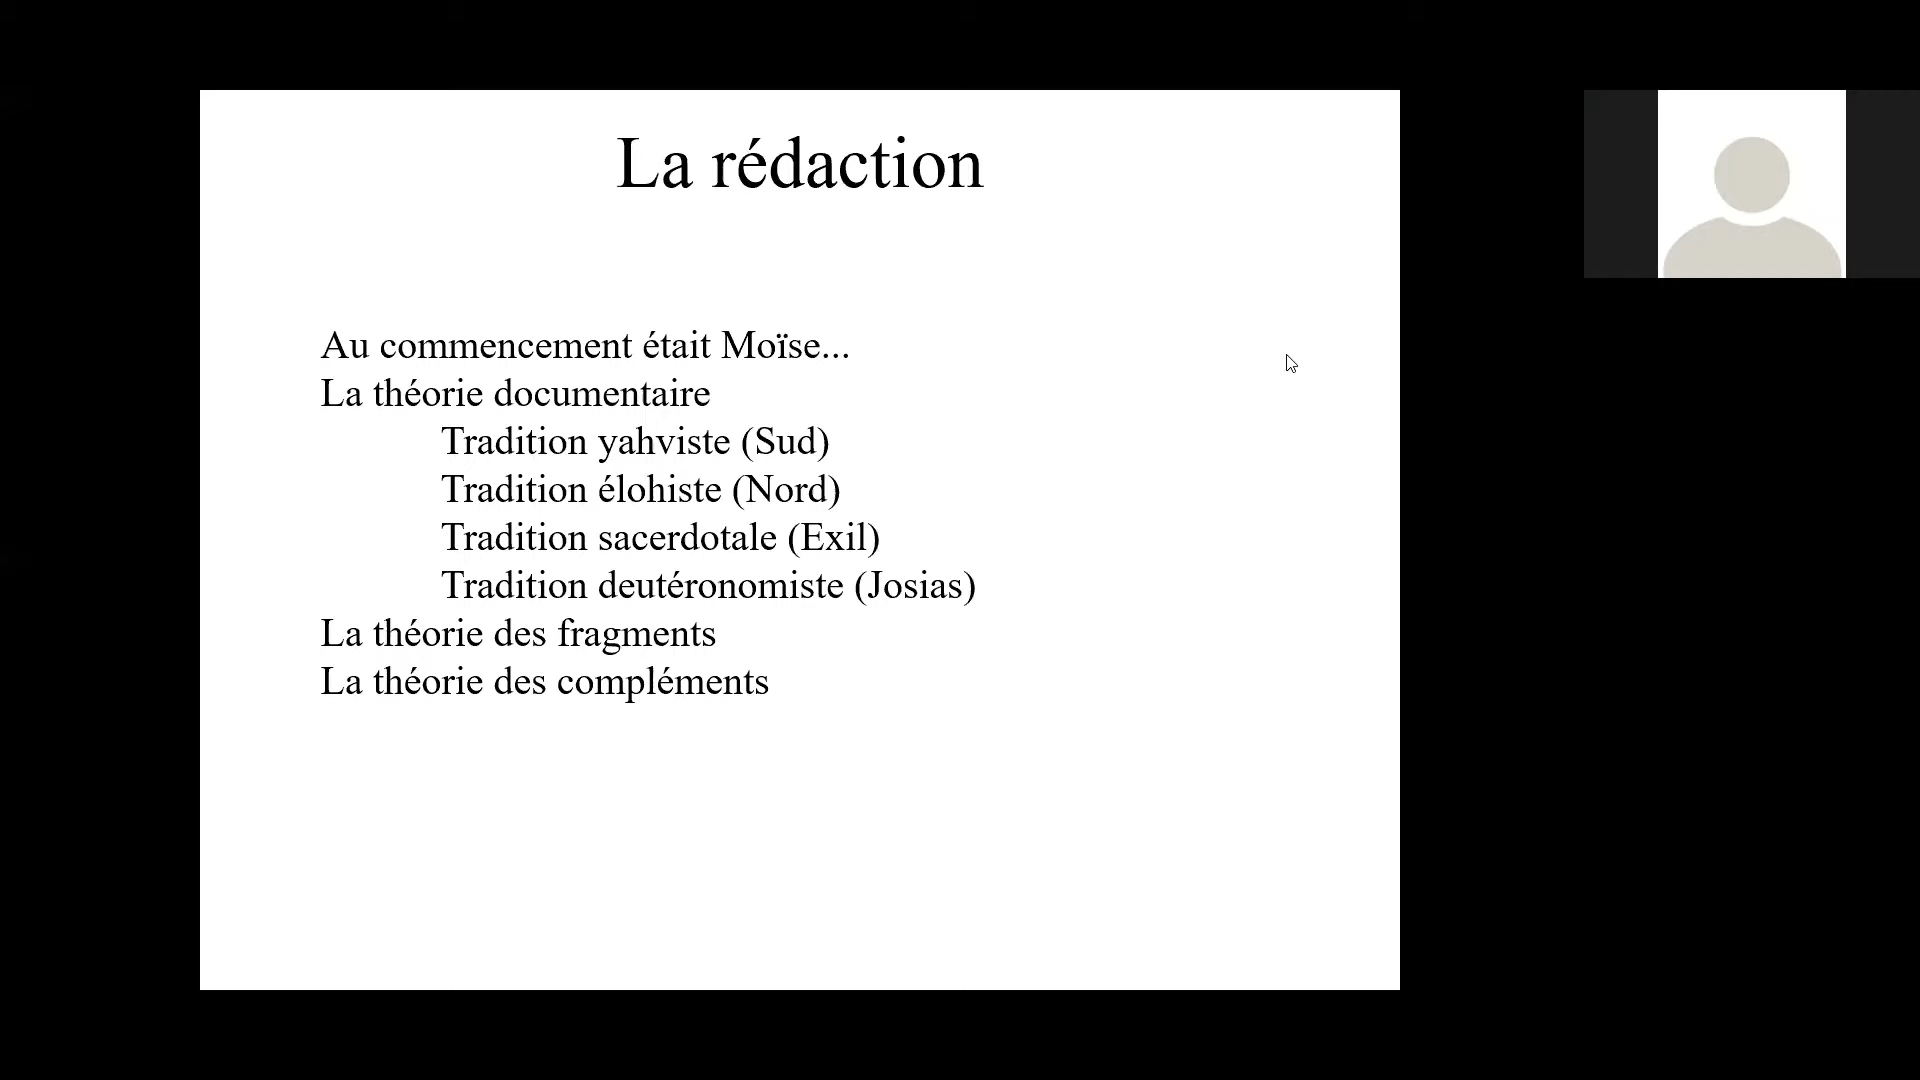 La rédaction
Au commencement était Moïse...
La théorie documentaire
Tradition yahviste (Sud)
Tradition élohiste (Nord)
Tradition sacerdotale (Exil)
Tradition deutéronomiste (Josias)
La théorie des fragments
La théorie des compléments